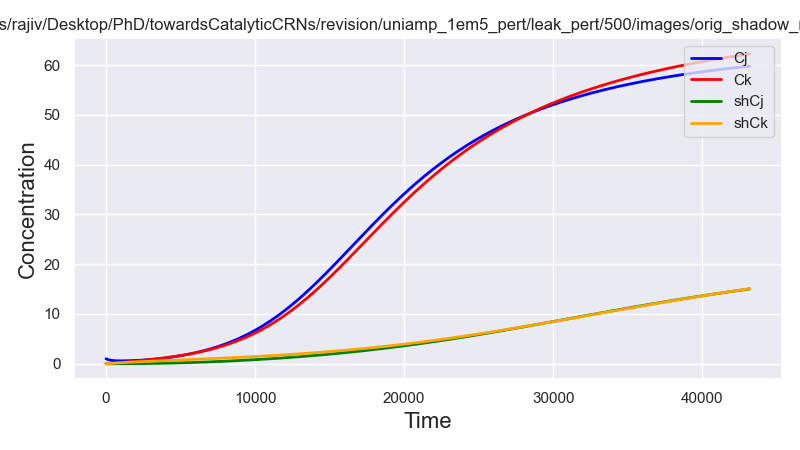 s/rajiv/Desktop/PhD/towardsCatalyticCRNs/revision/uniamp_1em5_pert/leak_pert/500/images/orig_shadow_
Concentration
60
50
40
30
20
10
0
Cj
Ck
shCj
shCk
0
10000
20000
30000
40000
Time